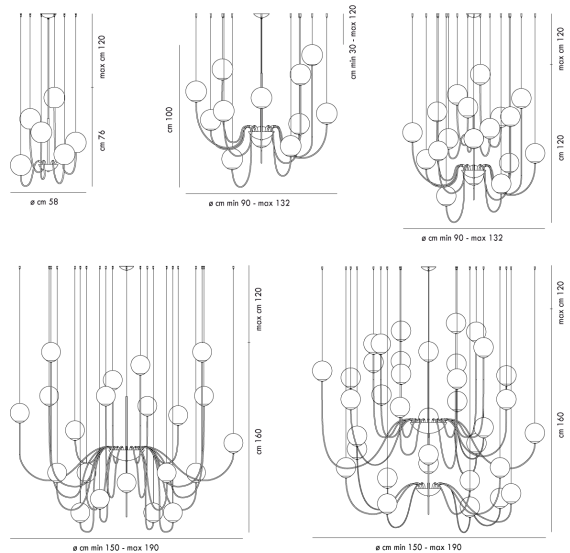 max cm 120
cm 76
ø cm 58
cm min 30 - max 120
cm 100
ø cm min 90 - max 132
max cm 120
cm 120
ø cm min 90 - max 132
max cm 120
cm 160
ø cm min 150 - max 190
max cm 120
cm 160
ø cm min 150 - max 190